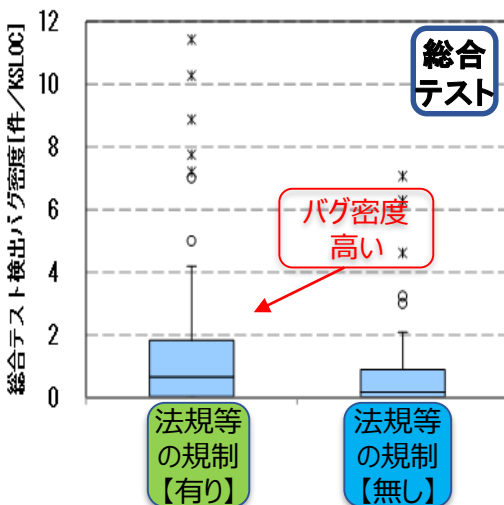 総合テスト検出バグ密度[件/KSLOC]
12
10
8
6
4
2
0
総合
テスト
バグ密度
高い
法規等
の規制
【有り】
法規等
の規制
【無し】